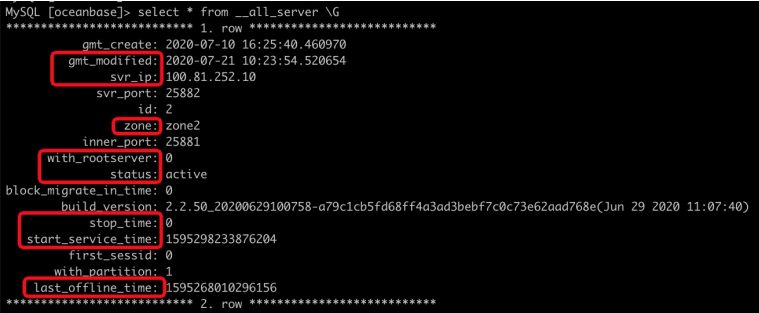 MySQL [oceanbase]> select * from __all_server \G
*************************** 1. row ***************************
gmt_create: 2020-07-10 16:25:40.460970
gmt_modified: 2020-07-21 10:23:54.520654
svr_ip: 100.81.252.10
svr_port: 25882
id: 2
zone: zone2
inner_port: 25881
with_rootserver: 0
status: active
block_migrate_in_time: 0
build_version: 2.2.50_20200629100758-a79c1cb5fd68ff4a3ad3bebf7c0c73e62aad768e(Jun 29 2020 11:07:40)
stop_time: 0
start_service_time: 1595298233876204
first_sessid: 0
with_partition: 1
last_offline_time: 1595268010296156
*************************** 2. row ***************************